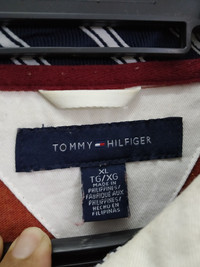 TOMMY HILFIGER
XL
TG/XG
MADE IN
PHILIPPINES/
FABRIQUÉ AUX
PHILIPPINES/
HECHO EN
FILIPINAS